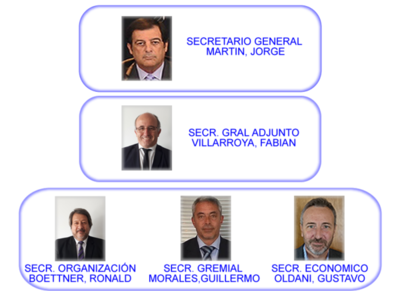 SECRETARIO GENERAL
MARTIN, JORGE
SECR. GRAL ADJUNTO
VILLARROYA, FABIAN
SECR. ORGANIZACIÓN
BOETTNER, RONALD
SECR. GREMIAL
MORALES,GUILLERMO
SECR. ECONOMICO
OLDANI, GUSTAVO